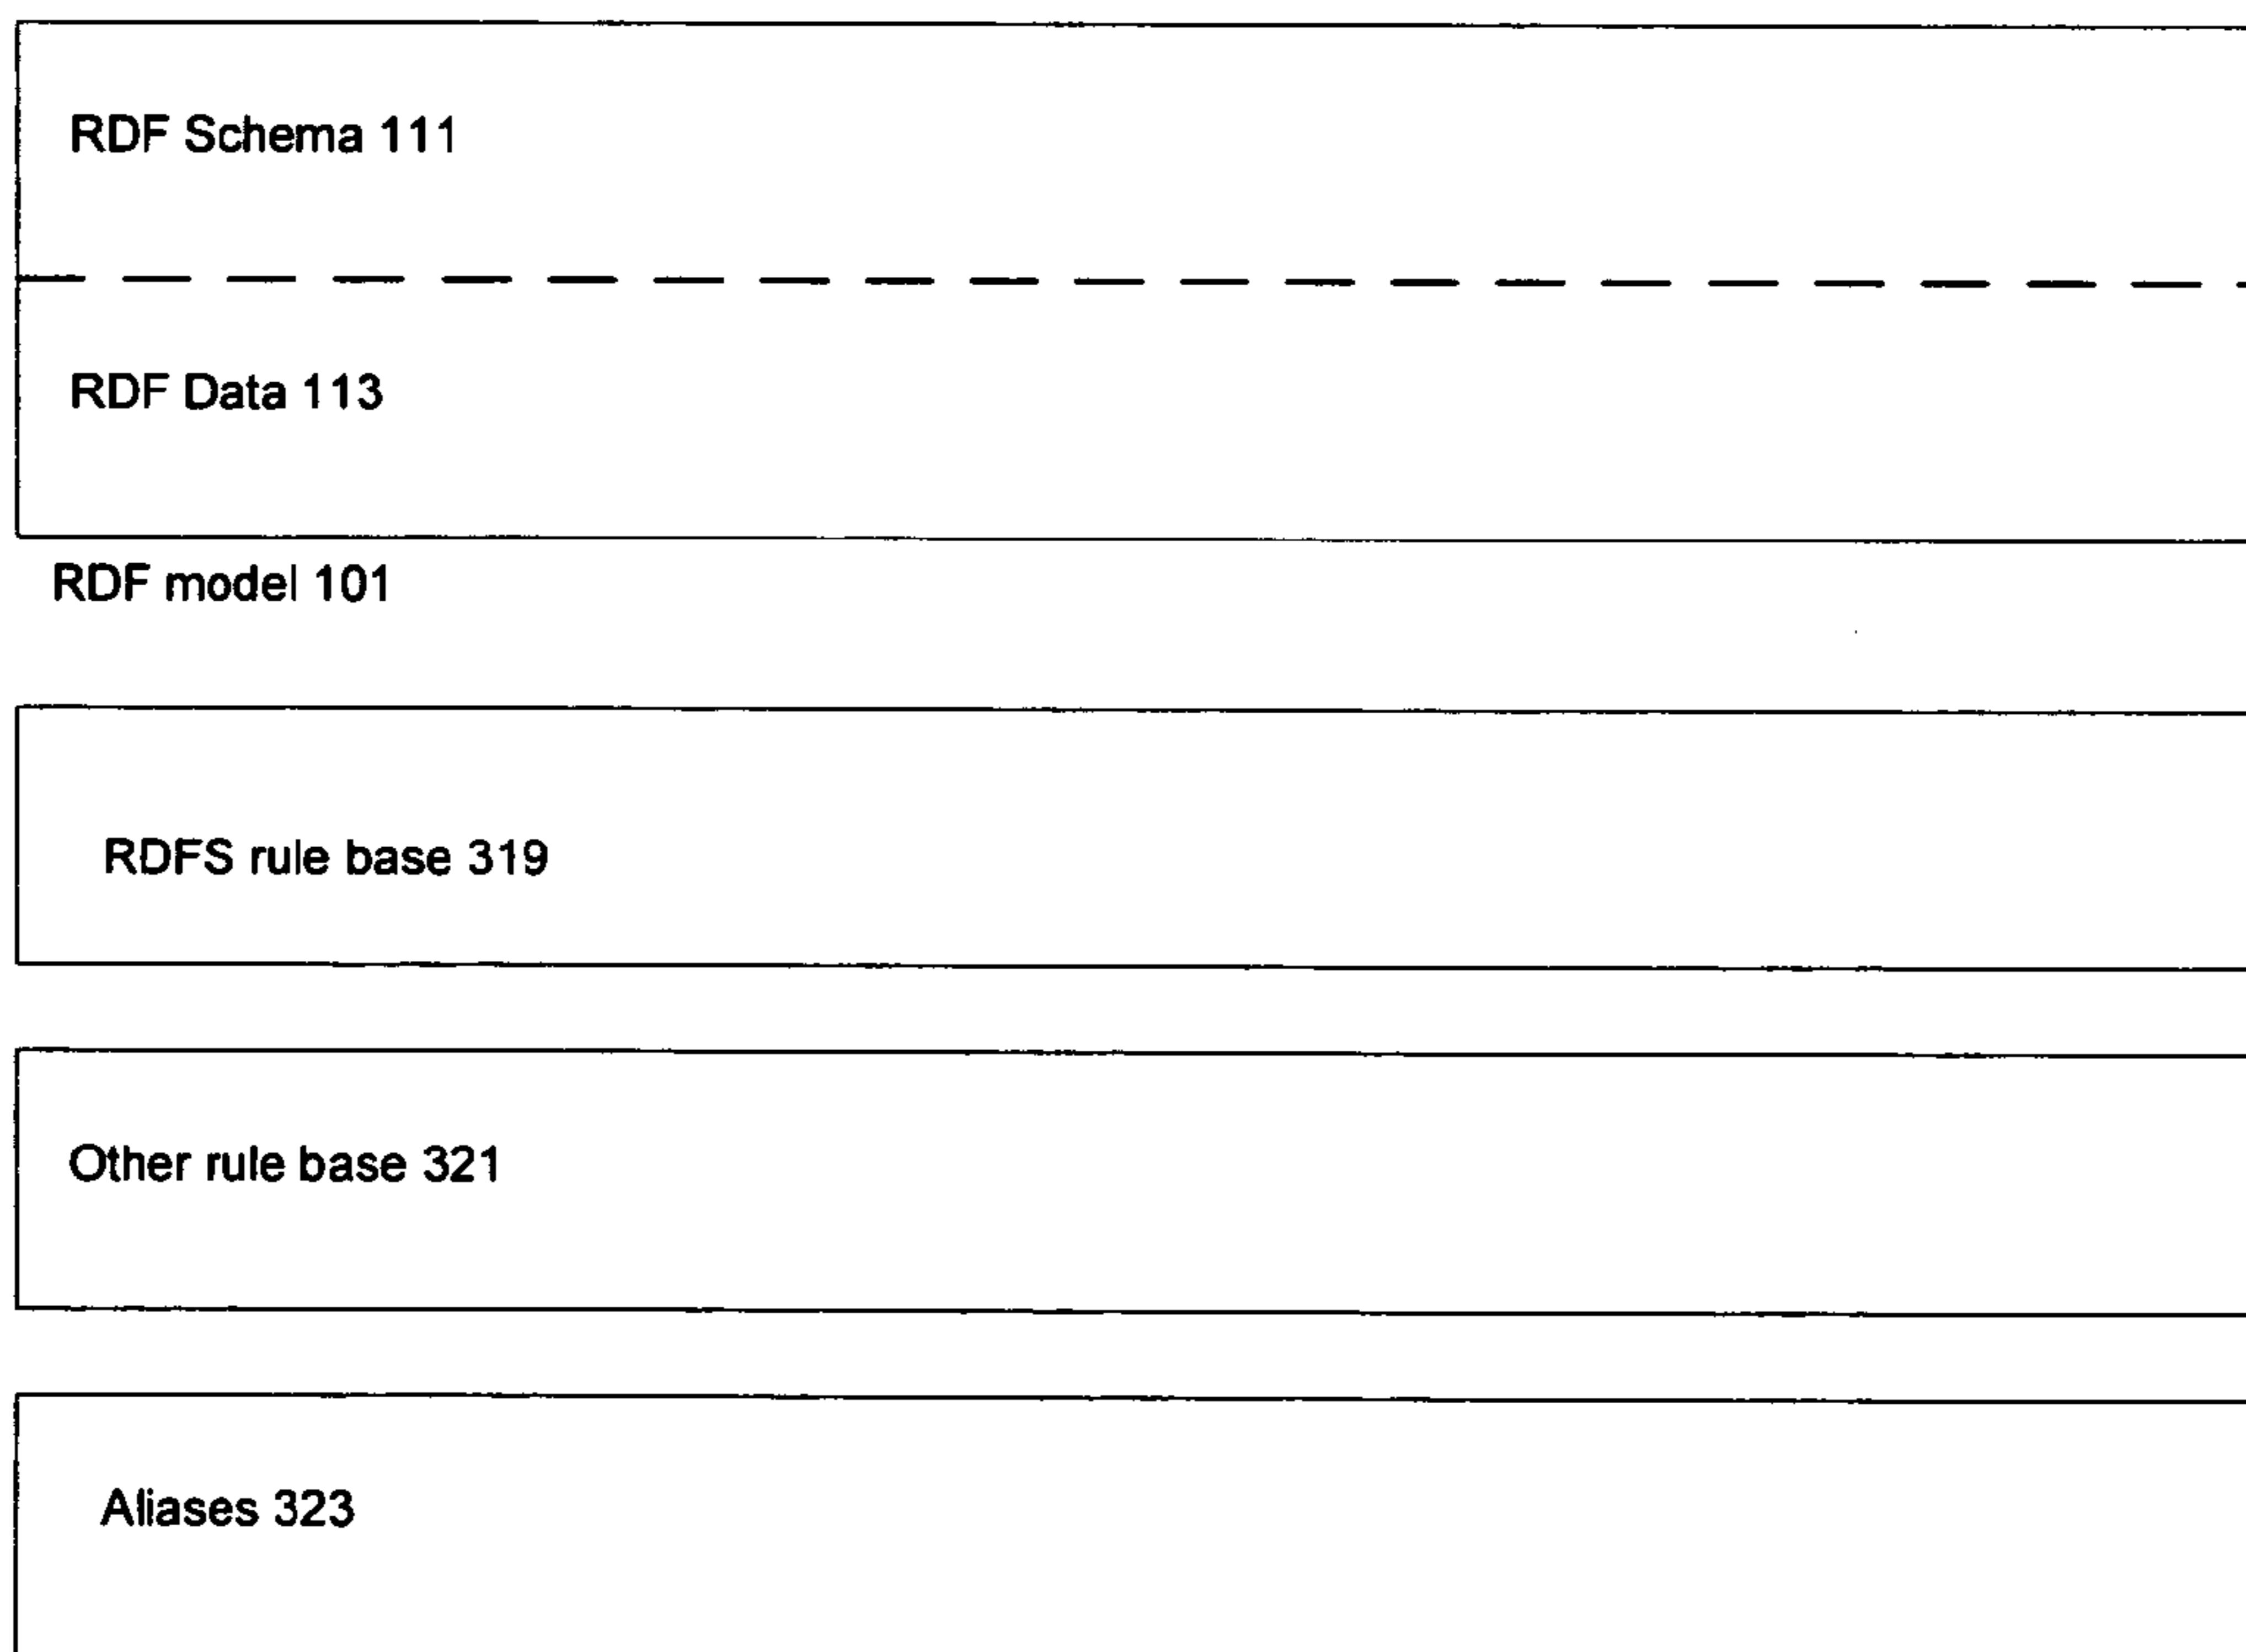 RDF Schema 111
RDF Data 113
RDF model 101
RDFS rule base 319
Other rule base 321
Aliases 323